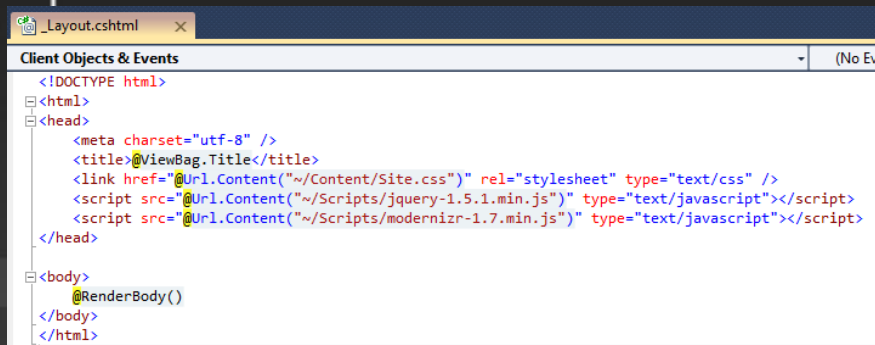 _Layout.cshtml
Client Objects & Events (No Ev
<!DOCTYPE html>
<html>
<head>
<meta charset="utf-8" />
<title>@ViewBag.Title</title>
<link href="@Url.Content("~/Content/Site.css")" rel="stylesheet" type="text/css" />
<script src="@Url.Content("~/Scripts/jquery-1.5.1.min.js")" type="text/javascript"></script>
<script src="@Url.Content("~/Scripts/modernizr-1.7.min.js")" type="text/javascript"></script>
</head>
<body>
@RenderBody()
</body>
</html>